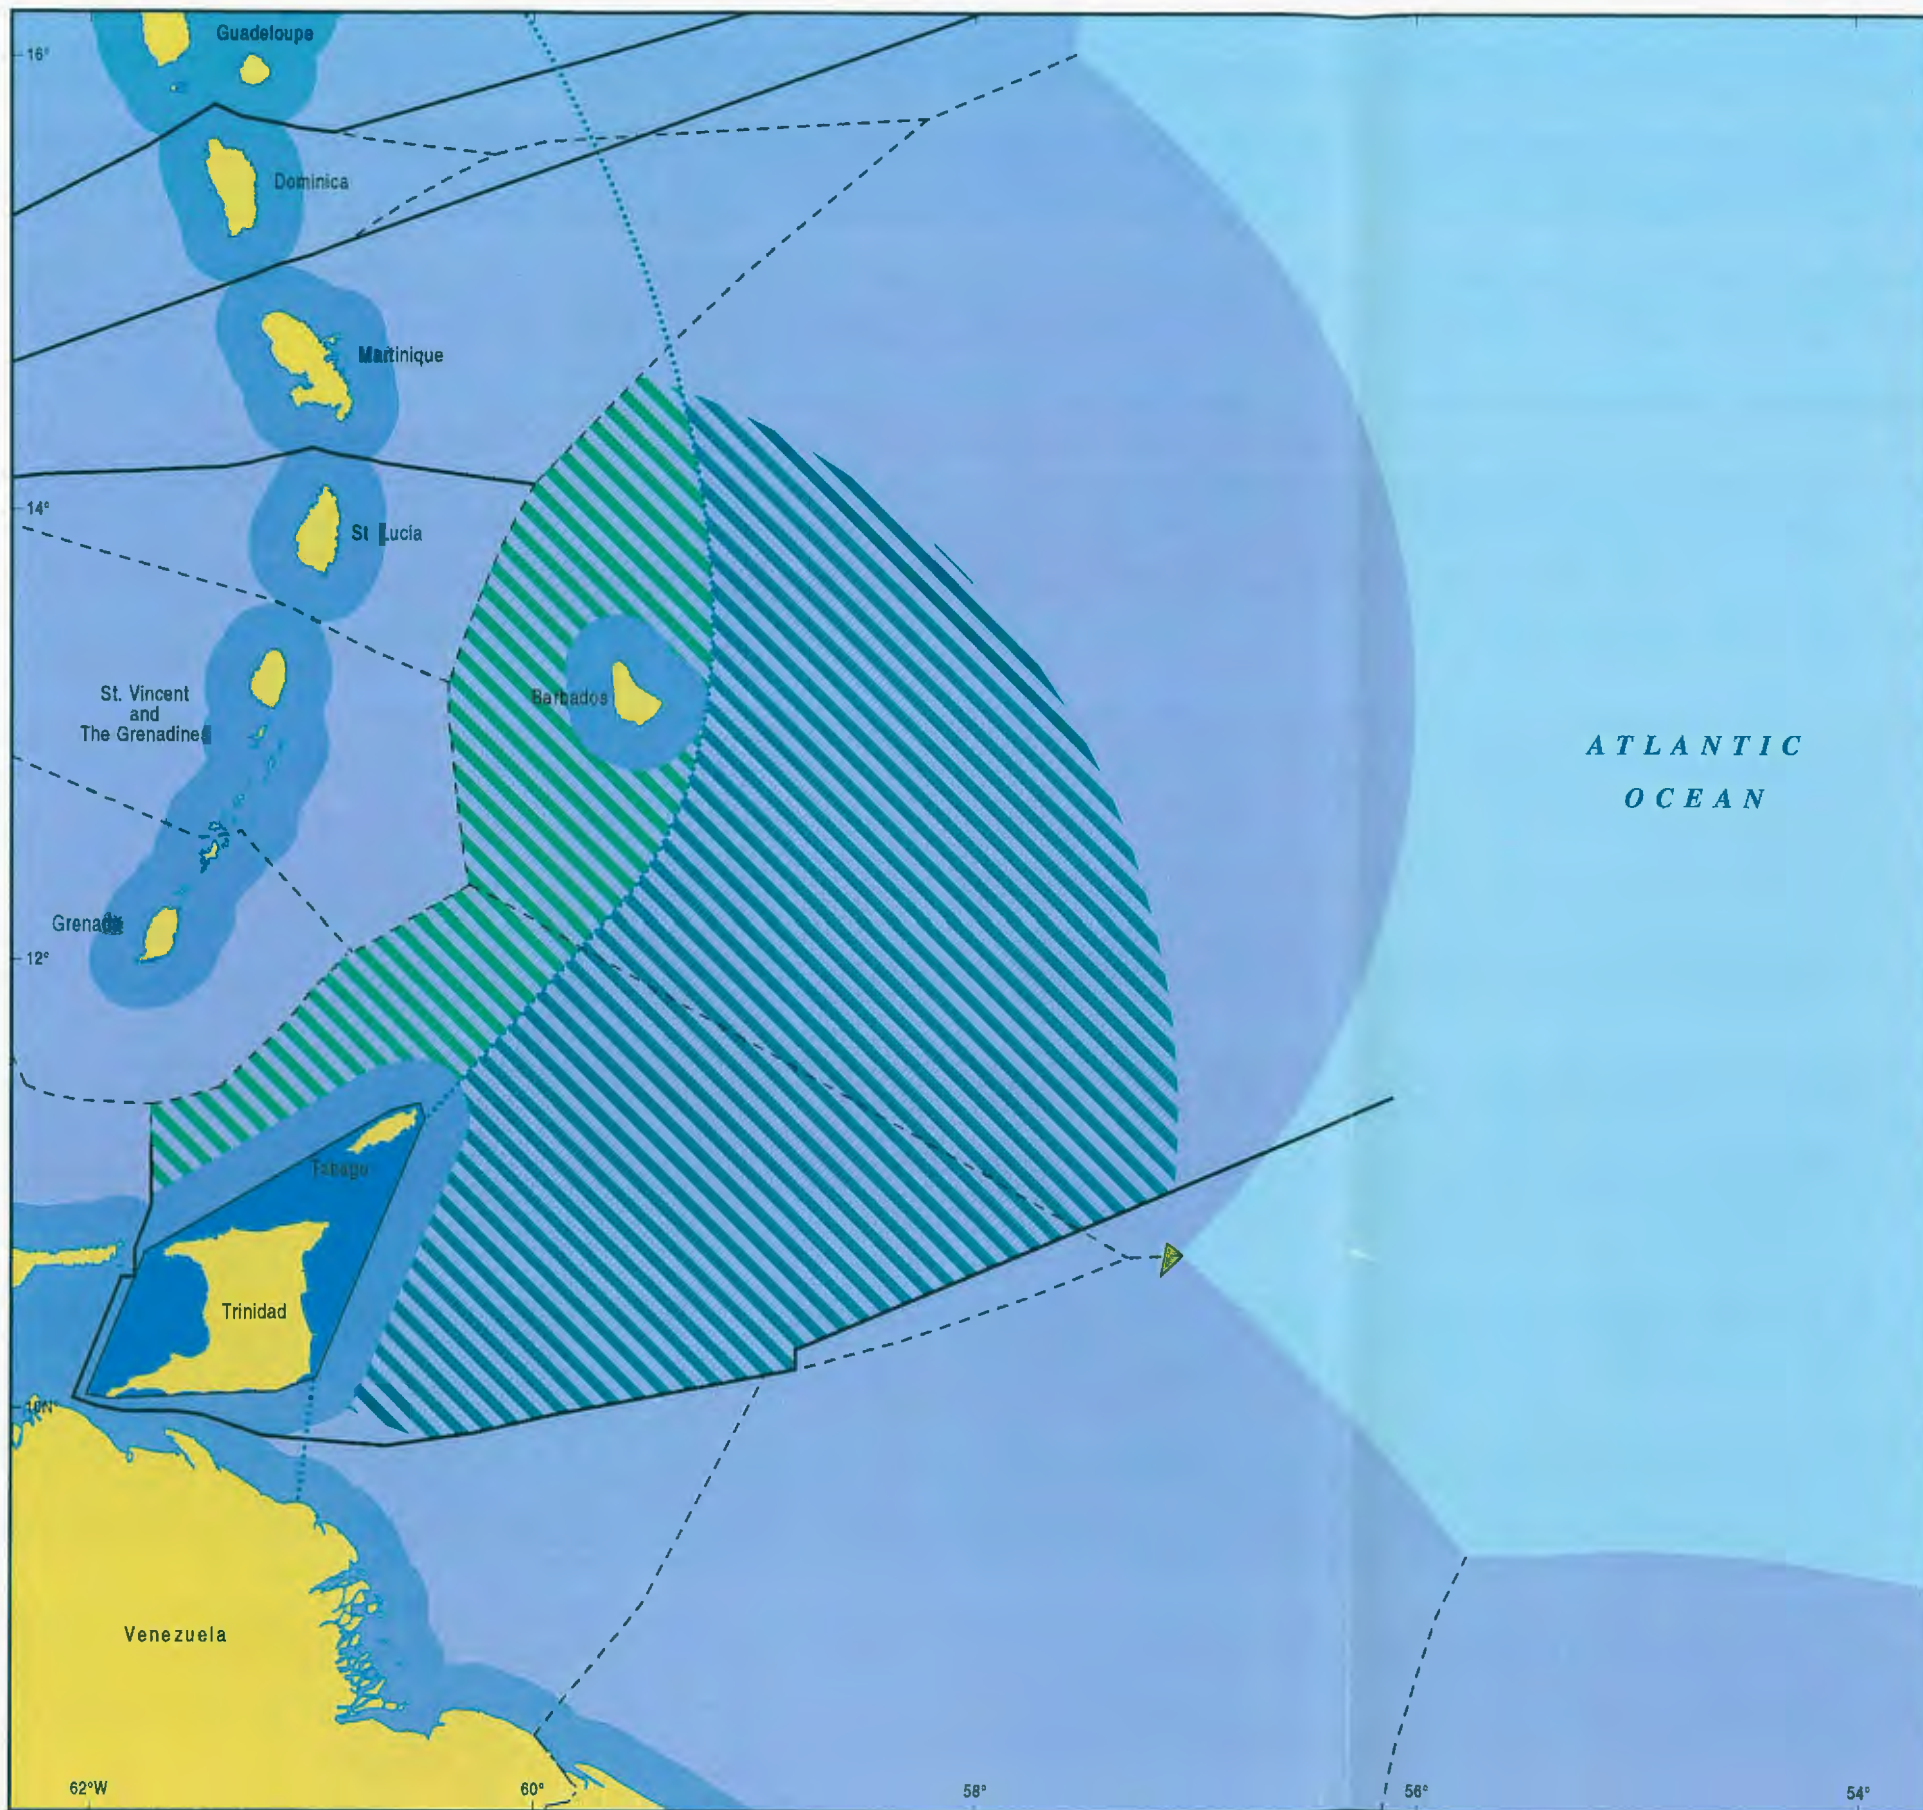 Guadeloupe
16°
Dominica
Martinique
14°
St Lucia
St. Vincent
and
The Grenadines
Barbados
ATLANTIC
OCEAN
Grenada
12°
Tobago
Trinidad
10N°
Venezuela
62°W
60°
58°
56°
54°